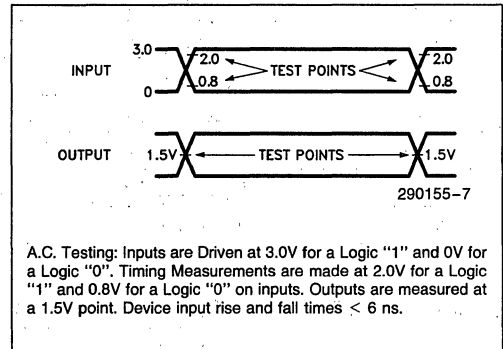 3.0
INPUT 2.0 TEST POINTS 2.0
0.8 0.8
0
OUTPUT 1.5V TEST POINTS 1.5V
290155-7
A.C. Testing: Inputs are Driven at 3.0V for a Logic "1" and 0V for
a Logic "0". Timing Measurements are made at 2.0V for a Logic
"1" and 0.8V for a Logic "0" on inputs. Outputs are measured at
a 1.5V point. Device input rise and fall times < 6 ns.